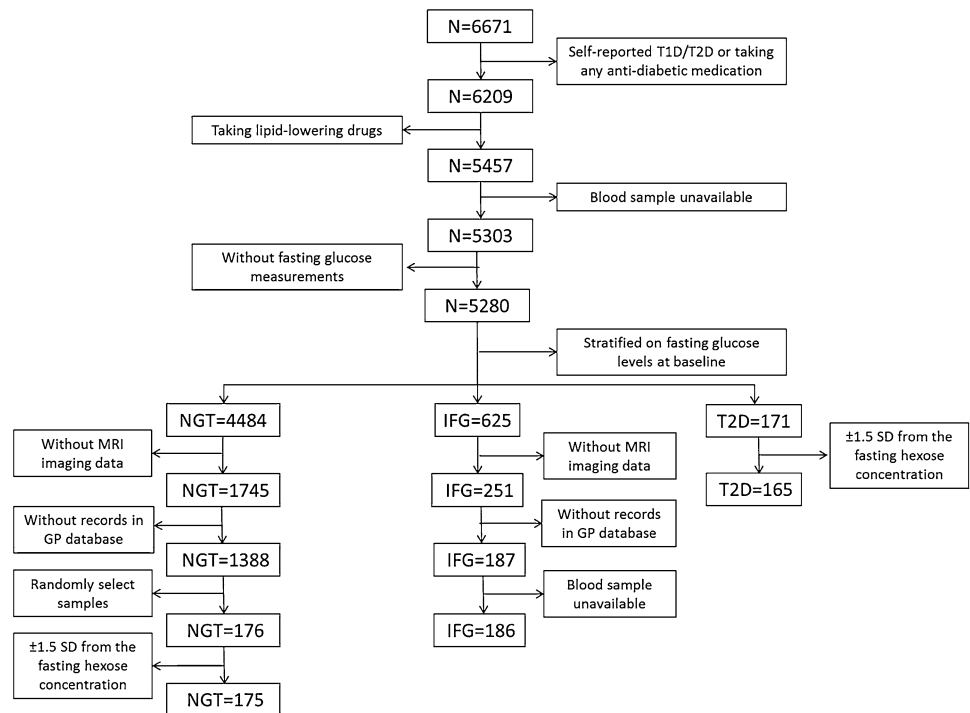 N=6671
Self-reported T1D/T2D or taking
any anti-diabetic medication
N=6209
Taking lipid-lowering drugs
N=5457
Blood sample unavailable
N=5303
Without fasting glucose
measurements
N=5280
Stratified on fasting glucose
levels at baseline
NGT=4484
Without MRI
imaging data
NGT=1745
Without records in
GP database
NGT=1388
Randomly select
samples
NGT=176
±1.5 SD from the
fasting hexose
concentration
NGT=175
IFG=625
Without MRI
imaging data
IFG=251
Without records
in GP database
IFG=187
Blood sample
unavailable
IFG=186
T2D=171
±1.5 SD from the
fasting hexose
concentration
T2D=165